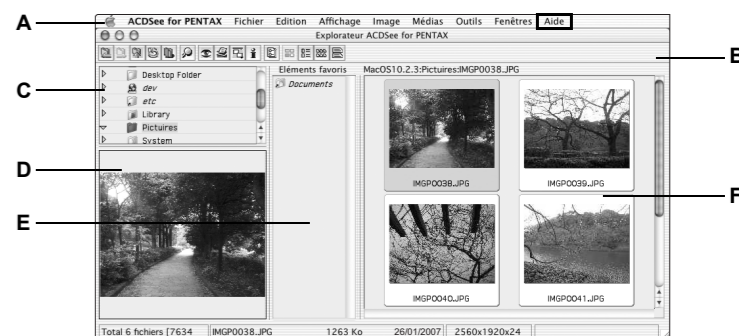 A
ACDSee for PENTAX Fichier Edition Affichage Image Médias Outils Fenêtres Aide
Explorateur ACDSee for PENTAX
B
Eléments favoris
MacOS10.2.3:Pictures:IMGP0038.JPG
Desktop Folder
C
dev
Documents
etc
Library
Pictures
System
IMGP0038.JPG IMGP0039.JPG
D
E
F
IMGP0040.JPG IMGP0041.JPG
Total 6 fichiers [7634 IMGP0038.JPG 1263 Ko 26/01/2007 2560x1920x24